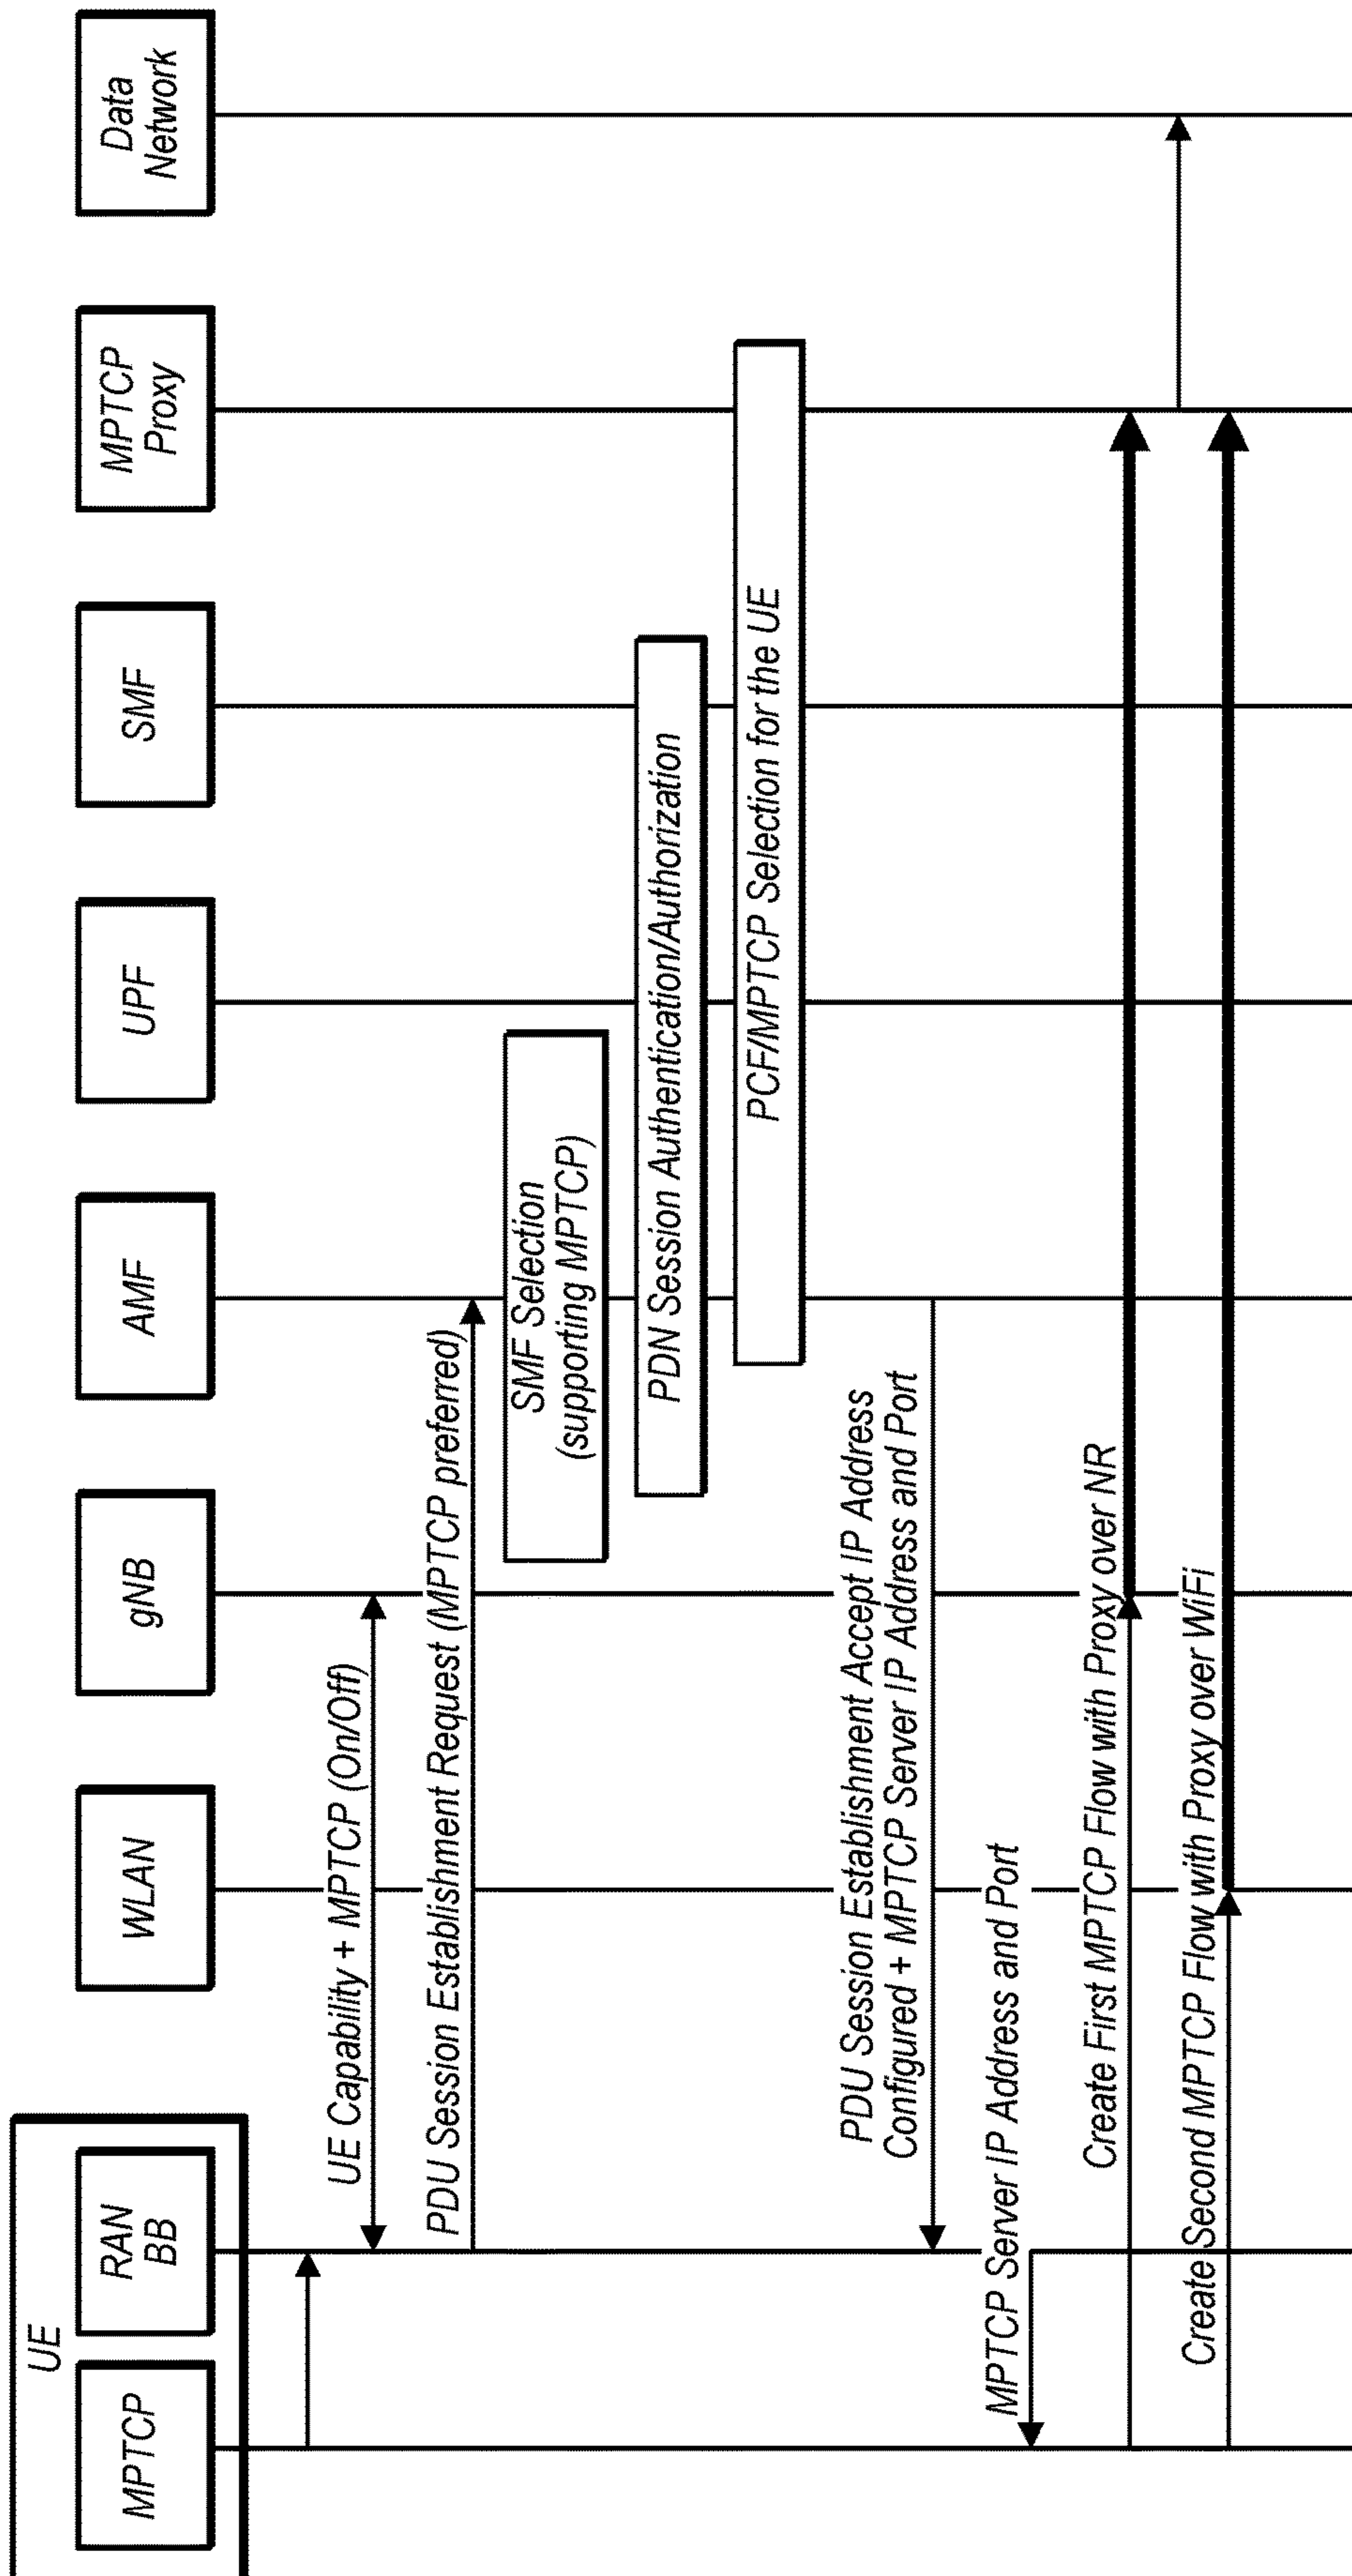 UE
MPTCP
RAN
BB
WLAN
gNB
AMF
UPF
SMF
MPTCP
Proxy
Data
Network
UE Capability + MPTCP (On/Off)
PDU Session Establishment Request (MPTCP preferred)
SMF Selection
(supporting MPTCP)
PDN Session Authentication/Authorization
PCF/MPTCP Selection for the UE
PDU Session Establishment Accept IP Address
Configured + MPTCP Server IP Address and Port
MPTCP Server IP Address and Port
Create First MPTCP Flow with Proxy over NR
Create Second MPTCP Flow with Proxy over WiFi